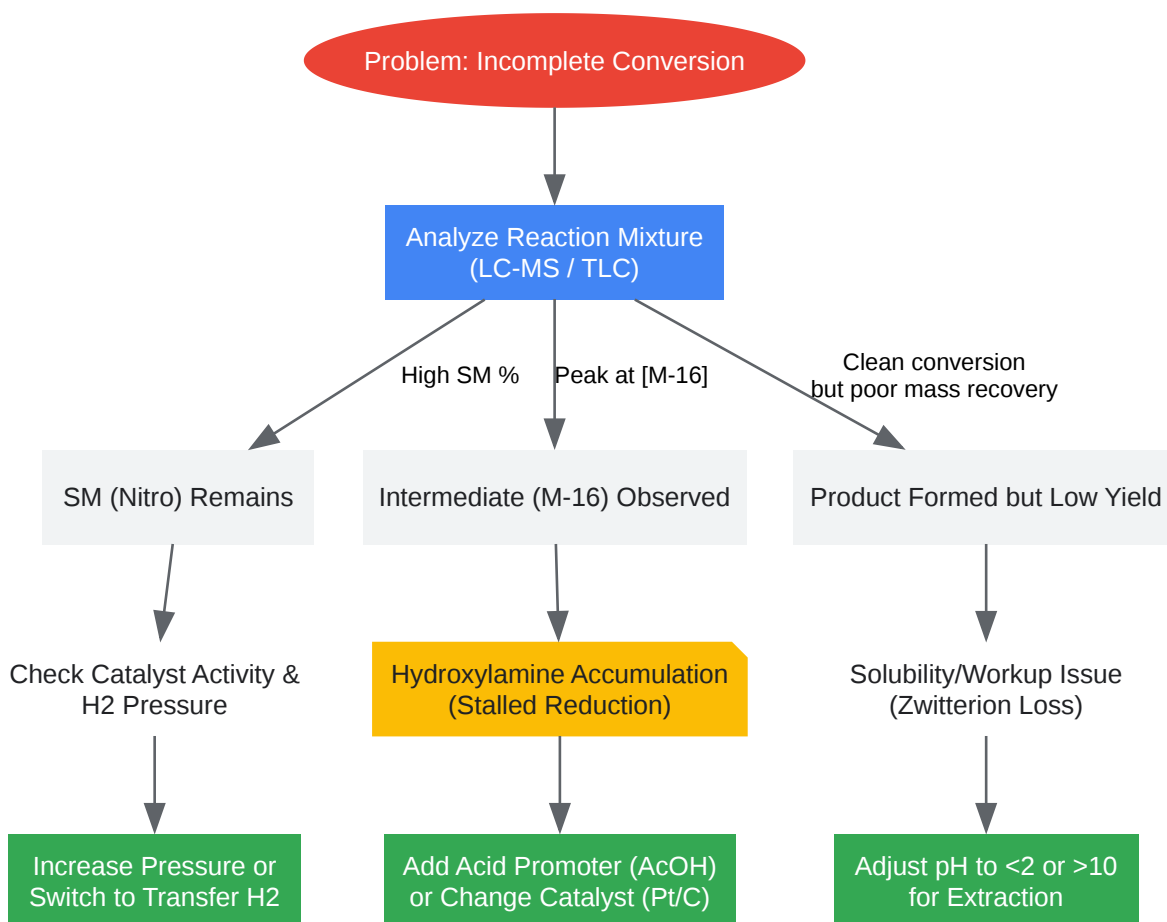 Problem: Incomplete Conversion
Analyze Reaction Mixture
(LC-MS / TLC)
High SM %
Peak at [M-16]
Clean conversion
but poor mass recovery
SM (Nitro) Remains
Intermediate (M-16) Observed
Product Formed but Low Yield
Check Catalyst Activity &
H2 Pressure
Hydroxylamine Accumulation
(Stalled Reduction)
Solubility/Workup Issue
(Zwitterion Loss)
Increase Pressure or
Switch to Transfer H2
Add Acid Promoter (AcOH)
or Change Catalyst (Pt/C)
Adjust pH to <2 or >10
for Extraction